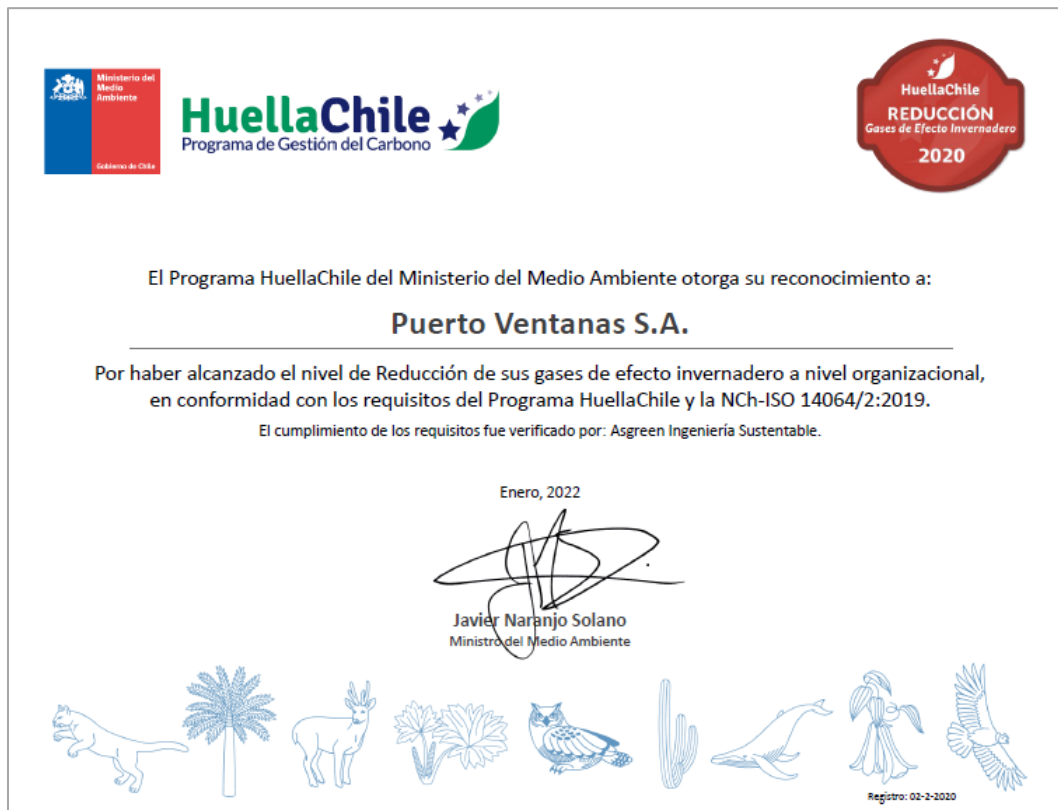 Ministerio del
Medio
Ambiente
Gobierno de Chile
HuellaChile
Programa de Gestión del Carbono
HuellaChile
REDUCCIÓN
Gases de Efecto Invernadero
2020
El Programa HuellaChile del Ministerio del Medio Ambiente otorga su reconocimiento a:
Puerto Ventanas S.A.
Por haber alcanzado el nivel de Reducción de sus gases de efecto invernadero a nivel organizacional,
en conformidad con los requisitos del Programa HuellaChile y la NCh-ISO 14064/2:2019.
El cumplimiento de los requisitos fue verificado por: Asgreen Ingeniería Sustentable.
Enero, 2022
Javier Naranjo Solano
Ministro del Medio Ambiente
Registro: 02-2-2020